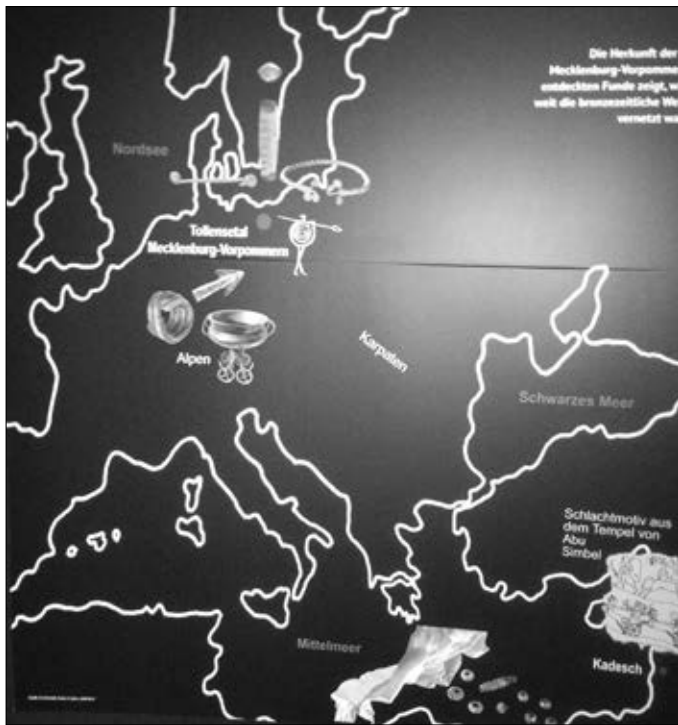 Die Herkunft der
Mecklenburg-Vorpomme
entdeckten Funde zeigt, w
weit die bronzezeitliche We
vernetzt wa
Nordsee
Tollensetal
Mecklenburg-Vorpommern
Alpen
Karpaten
Schwarzes Meer
Schlachtmotiv aus
dem Tempel von
Abu
Simbel
Mittelmeer
Kadesch